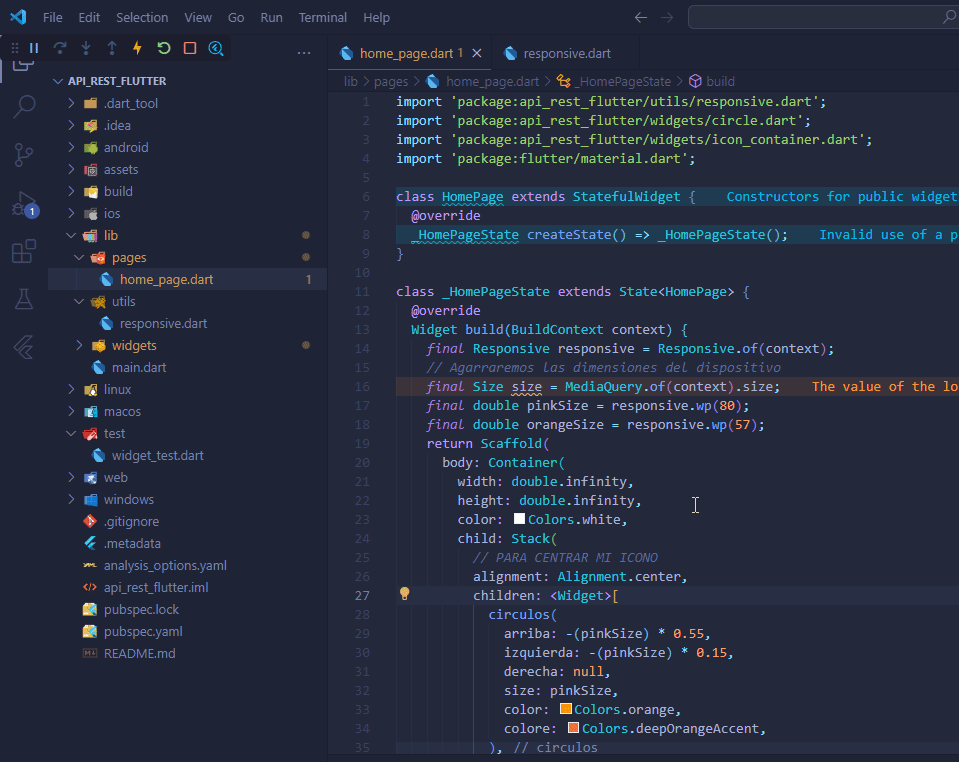 File Edit Selection View Go Run Terminal Help
home_page.dart 1
responsive.dart
lib > pages > home_page.dart > _HomePageState > build
API_REST_FLUTTER
.dart_tool
.idea
android
assets
build
ios
lib
pages
home_page.dart 1
utils
responsive.dart
widgets
main.dart
linux
macos
test
widget_test.dart
web
windows
.gitignore
.metadata
analysis_options.yaml
api_rest_flutter.iml
pubspec.lock
pubspec.yaml
README.md
1
1 import 'package:api_rest_flutter/utils/responsive.dart';
2 import 'package:api_rest_flutter/widgets/circle.dart';
3 import 'package:api_rest_flutter/widgets/icon_container.dart';
4 import 'package:flutter/material.dart';
5
6 class HomePage extends StatefulWidget { Constructors for public widget
7 @override
8 _HomePageState createState() => _HomePageState(); Invalid use of a p
9 }
10
11 class _HomePageState extends State<HomePage> {
12 @override
13 Widget build(BuildContext context) {
14 final Responsive responsive = Responsive.of(context);
15 // Agarraremos las dimensiones del dispositivo
16 final Size size = MediaQuery.of(context).size; The value of the lo
17 final double pinkSize = responsive.wp(80);
18 final double orangeSize = responsive.wp(57);
19 return Scaffold(
20 body: Container(
21 width: double.infinity,
22 height: double.infinity,
23 color: Colors.white,
24 child: Stack(
25 // PARA CENTRAR MI ICONO
26 alignment: Alignment.center,
27 children: <Widget>[
28 circulos(
29 arriba: -(pinkSize) * 0.55,
30 izquierda: -(pinkSize) * 0.15,
31 derecha: null,
32 size: pinkSize,
33 color: Colors.orange,
34 colore: Colors.deepOrangeAccent,
35 ), // circulos